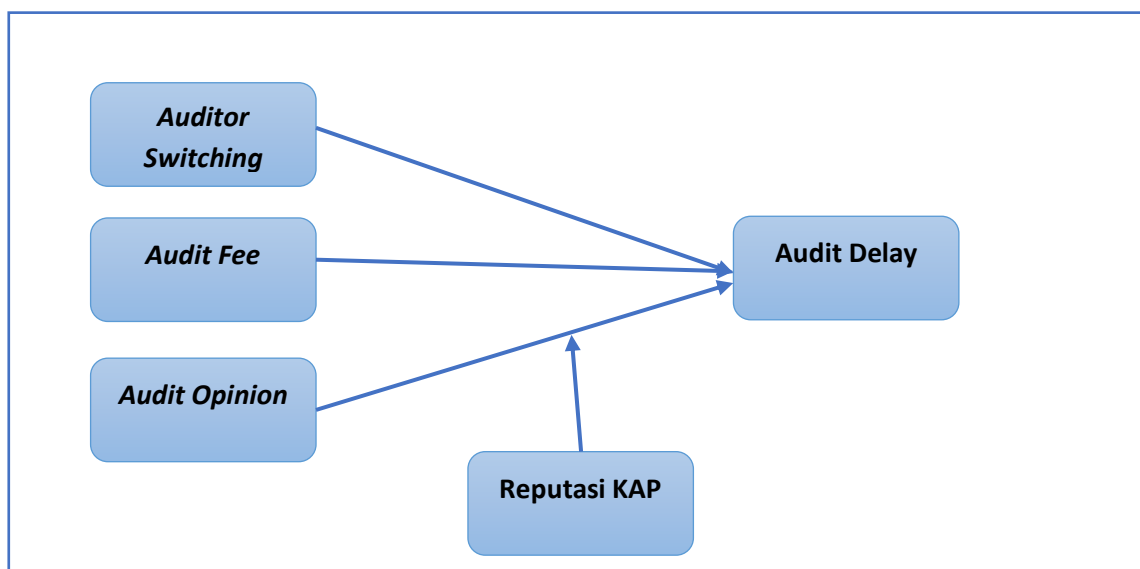 Auditor
Switching
Audit Fee
Audit Delay
Audit Opinion
Reputasi KAP